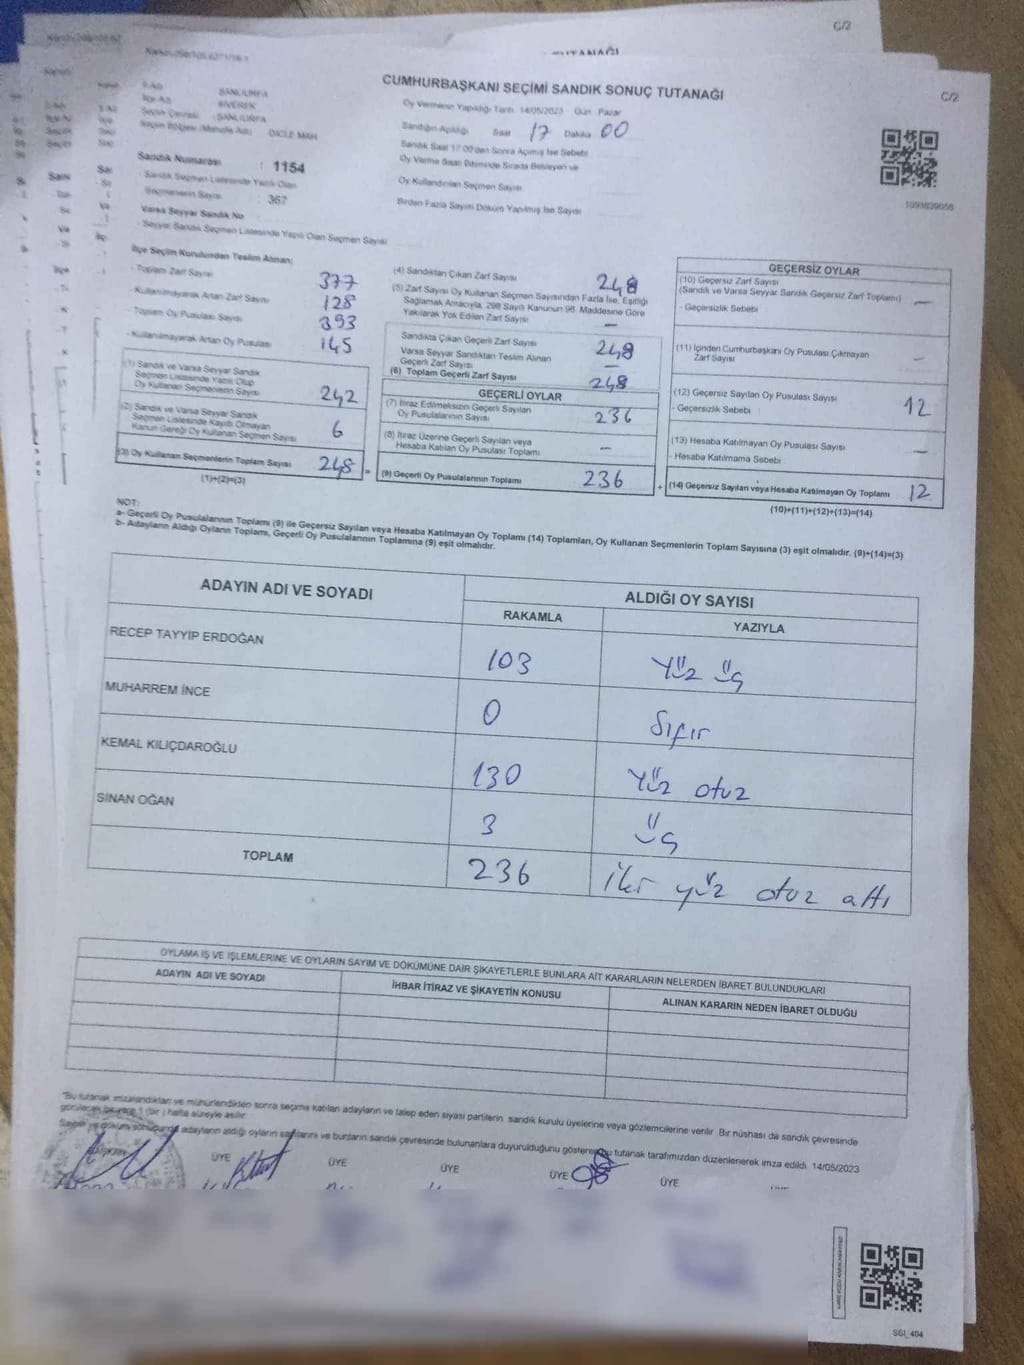 C/2
TUTANAĞI
C/2
CUMHURBAŞKANI SEÇİMİ SANDIK SONUÇ TUTANAĞI
İl Adı ŞANLIURFA
İlçe Adı SİVEREK
Seçim Çevresi ŞANLIURFA
Seçim Bölgesi (Mahalle Adı) DİCLE MAH.
Oy Vermenin Yapıldığı Tarih 14/05/2023 Gün Pazar
Sandığın Açıldığı Saat 17 Dakika 00
Sandık Saat 17:00'den Sonra Açılmış İse Sebebi
Oy Verme Saati Bitiminde Sırada Bekleyen ve
Oy Kullandırılan Seçmen Sayısı
Birden Fazla Sayım Döküm Yapılmış İse Sayısı
1093839056
Sandık Numarası : 1154
Sandık Seçmen Listesinde Yazılı Olan
Seçmenlerin Sayısı : 367
Varsa Seyyar Sandık No
- Seyyar Sandık Seçmen Listesinde Yazılı Olan Seçmen Sayısı
İlçe Seçim Kurulundan Teslim Alınan;
- Toplam Zarf Sayısı 377
- Kullanılmayarak Artan Zarf Sayısı 128
- Toplam Oy Pusulası Sayısı 393
- Kullanılmayarak Artan Oy Pusulası 145
(1) Sandık ve Varsa Seyyar Sandık
Seçmen Listesinde Yazılı Olup
Oy Kullanan Seçmenlerin Sayısı 242
(2) Sandık ve Varsa Seyyar Sandık
Seçmen Listesinde Kayıtlı Olmayan
Kanun Gereği Oy Kullanan Seçmen Sayısı 6
(3) Oy Kullanan Seçmenlerin Toplam Sayısı 248 =
(1)+(2)=(3)
(4) Sandıktan Çıkan Zarf Sayısı 248
(5) Zarf Sayısı Oy Kullanan Seçmen Sayısından Fazla İse, Eşitliği
Sağlamak Amacıyla, 298 Sayılı Kanunun 98. Maddesine Göre
Yakılarak Yok Edilen Zarf Sayısı —
Sandıkta Çıkan Geçerli Zarf Sayısı 248
Varsa Seyyar Sandıktan Teslim Alınan
Geçerli Zarf Sayısı —
(6) Toplam Geçerli Zarf Sayısı 248
GEÇERLİ OYLAR
(7) İtiraz Edilmeksizin Geçerli Sayılan
Oy Pusulalarının Sayısı 236
(8) İtiraz Üzerine Geçerli Sayılan veya
Hesaba Katılan Oy Pusulası Toplamı —
(9) Geçerli Oy Pusulalarının Toplamı 236 +
GEÇERSİZ OYLAR
(10) Geçersiz Zarf Sayısı
(Sandık ve Varsa Seyyar Sandık Geçersiz Zarf Toplamı) —
- Geçersizlik Sebebi
(11) İçinden Cumhurbaşkanı Oy Pusulası Çıkmayan
Zarf Sayısı —
(12) Geçersiz Sayılan Oy Pusulası Sayısı 12
- Geçersizlik Sebebi
(13) Hesaba Katılmayan Oy Pusulası Sayısı —
- Hesaba Katılmama Sebebi
(14) Geçersiz Sayılan veya Hesaba Katılmayan Oy Toplamı 12
(10)+(11)+(12)+(13)=(14)
NOT:
a- Geçerli Oy Pusulalarının Toplamı (9) ile Geçersiz Sayılan veya Hesaba Katılmayan Oy Toplamı (14) Toplamları, Oy Kullanan Seçmenlerin Toplam Sayısına (3) eşit olmalıdır. (9)+(14)=(3)
b- Adayların Aldığı Oyların Toplamı, Geçerli Oy Pusulalarının Toplamına (9) eşit olmalıdır.
ADAYIN ADI VE SOYADI
ALDIĞI OY SAYISI
RAKAMLA YAZIYLA
RECEP TAYYİP ERDOĞAN 103 Yüz üç
MUHARREM İNCE 0 Sıfır
KEMAL KILIÇDAROĞLU 130 Yüz otuz
SİNAN OĞAN 3 üç
TOPLAM 236 iki yüz otuz altı
OYLAMA İŞ VE İŞLEMLERİNE VE OYLARIN SAYIM VE DÖKÜMÜNE DAİR ŞİKAYETLERLE BUNLARA AİT KARARLARIN NELERDEN İBARET BULUNDUKLARI
ADAYIN ADI VE SOYADI İHBAR İTİRAZ VE ŞİKAYETİN KONUSU ALINAN KARARIN NEDEN İBARET OLDUĞU
"Bu tutanak imzalandıktan ve mühürlendikten sonra seçime katılan adayların ve talep eden siyasi partilerin sandık kurulu üyelerine veya gözlemcilerine verilir. Bir nüshası da sandık çevresinde
görülecek bir yere 1 (bir) hafta süreyle asılır.
Sayım ve döküm sonucunda adayların aldığı oyların sayılarını ve bunların sandık çevresinde bulunanlara duyurulduğunu gösteren bu tutanak tarafımızdan düzenlenerek imza edildi. 14/05/2023
ÜYE ÜYE ÜYE ÜYE ÜYE
SGI_404